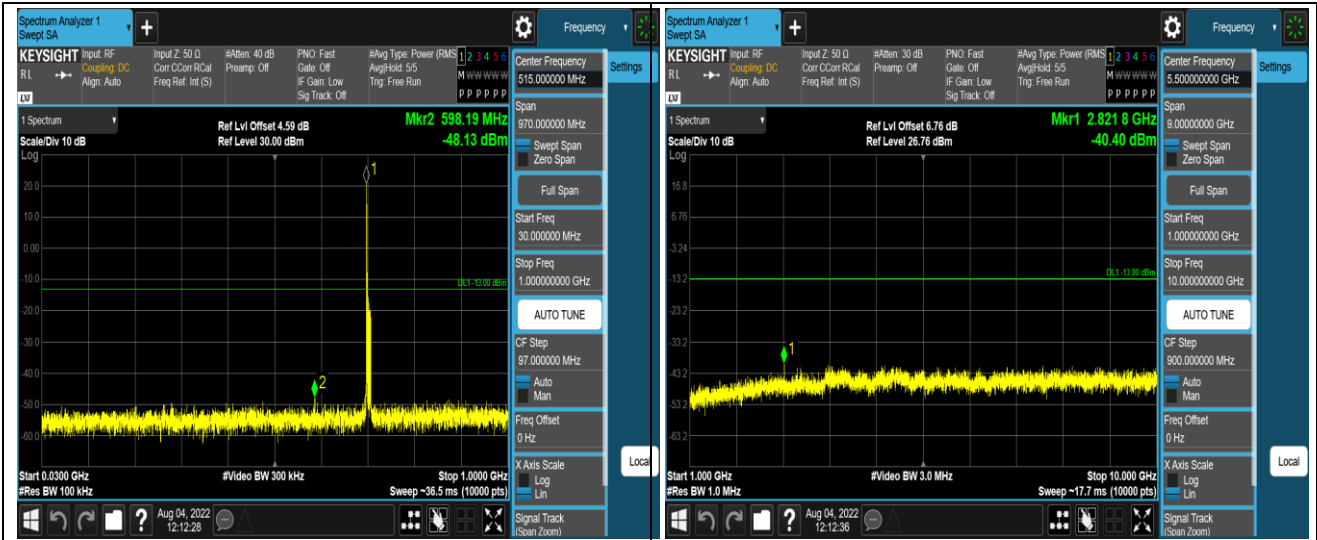 Spectrum Analyzer 1
Swept SA
+
Frequency
KEYSIGHT
Input: RF
Coupling: DC
Align: Auto
Input Z: 50 Ω
Corr CCorr RCal
Freq Ref: Int (S)
#Atten: 40 dB
Preamp: Off
PNO: Fast
Gate: Off
IF Gain: Low
Sig Track: Off
#Avg Type: Power (RMS
Avg|Hold: 5/5
Trig: Free Run
1 2 3 4 5 6
M W W W W W
P P P P P P
RL
LXI
Center Frequency
515.000000 MHz
Settings
1 Spectrum
Ref Lvl Offset 4.59 dB
Mkr2 598.19 MHz
Scale/Div 10 dB
Ref Level 30.00 dBm
-48.13 dBm
Log
1
20.0
10.0
0.00
-10.0
DL1 -13.00 dBm
-20.0
-30.0
-40.0
2
-50.0
-60.0
Start 0.0300 GHz
#Video BW 300 kHz
Stop 1.0000 GHz
#Res BW 100 kHz
Sweep ~36.5 ms (10000 pts)
Span
970.000000 MHz
Swept Span
Zero Span
Full Span
Start Freq
30.000000 MHz
Stop Freq
1.000000000 GHz
AUTO TUNE
CF Step
97.000000 MHz
Auto
Man
Freq Offset
0 Hz
X Axis Scale
Log
Lin
Local
Signal Track
(Span Zoom)
?
Aug 04, 2022
12:12:28
Spectrum Analyzer 1
Swept SA
+
Frequency
KEYSIGHT
Input: RF
Coupling: DC
Align: Auto
Input Z: 50 Ω
Corr CCorr RCal
Freq Ref: Int (S)
#Atten: 30 dB
Preamp: Off
PNO: Fast
Gate: Off
IF Gain: Low
Sig Track: Off
#Avg Type: Power (RMS
Avg|Hold: 5/5
Trig: Free Run
1 2 3 4 5 6
M W W W W W
P P P P P P
RL
LXI
Center Frequency
5.500000000 GHz
Settings
1 Spectrum
Ref Lvl Offset 6.76 dB
Mkr1 2.821 8 GHz
Scale/Div 10 dB
Ref Level 26.76 dBm
-40.40 dBm
Log
16.8
6.76
-3.24
DL1 -13.00 dBm
-13.2
-23.2
-33.2
1
-43.2
-53.2
-63.2
Start 1.000 GHz
#Video BW 3.0 MHz
Stop 10.000 GHz
#Res BW 1.0 MHz
Sweep ~17.7 ms (10000 pts)
Span
9.00000000 GHz
Swept Span
Zero Span
Full Span
Start Freq
1.000000000 GHz
Stop Freq
10.000000000 GHz
AUTO TUNE
CF Step
900.000000 MHz
Auto
Man
Freq Offset
0 Hz
X Axis Scale
Log
Lin
Local
Signal Track
(Span Zoom)
?
Aug 04, 2022
12:12:36